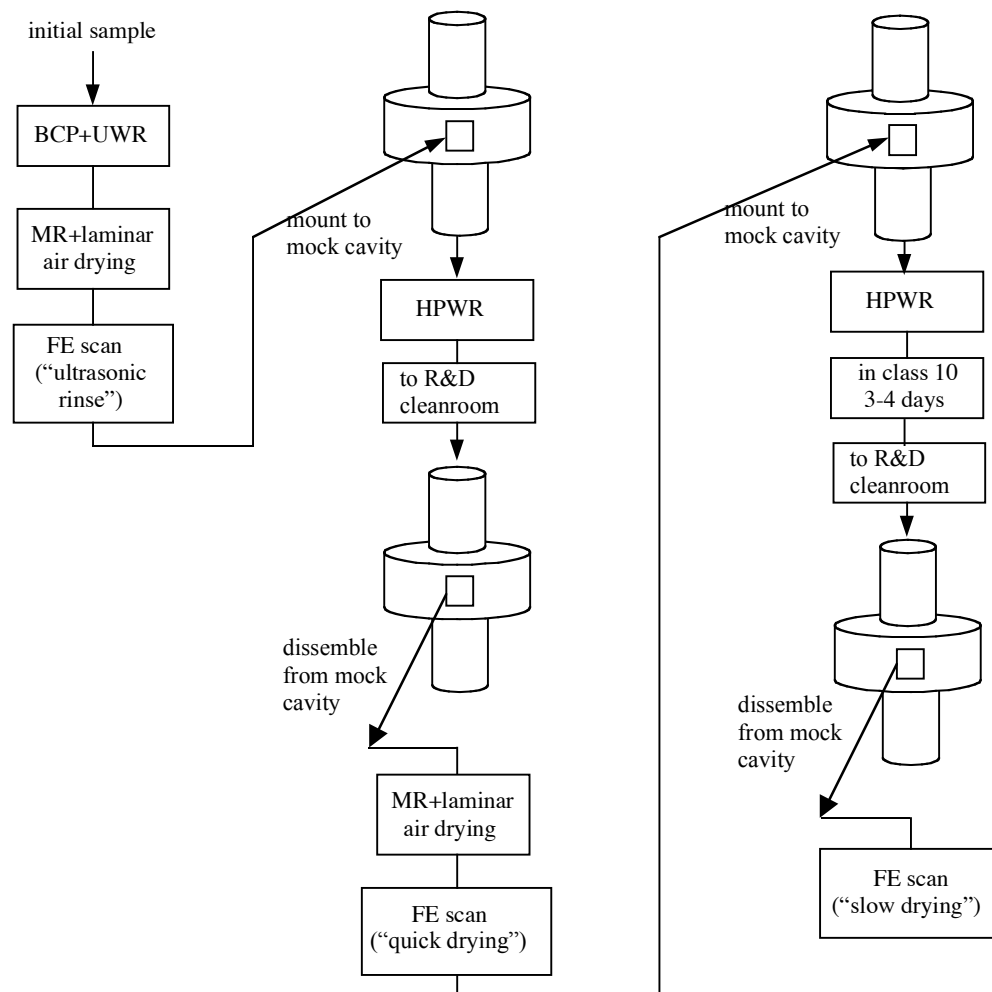 initial sample
BCP+UWR
MR+laminar
air drying
FE scan
(“ultrasonic
rinse”)
mount to
mock cavity
HPWR
to R&D
cleanroom
dissemble
from mock
cavity
MR+laminar
air drying
FE scan
(“quick drying”)
mount to
mock cavity
HPWR
in class 10
3-4 days
to R&D
cleanroom
dissemble
from mock
cavity
FE scan
(“slow drying”)